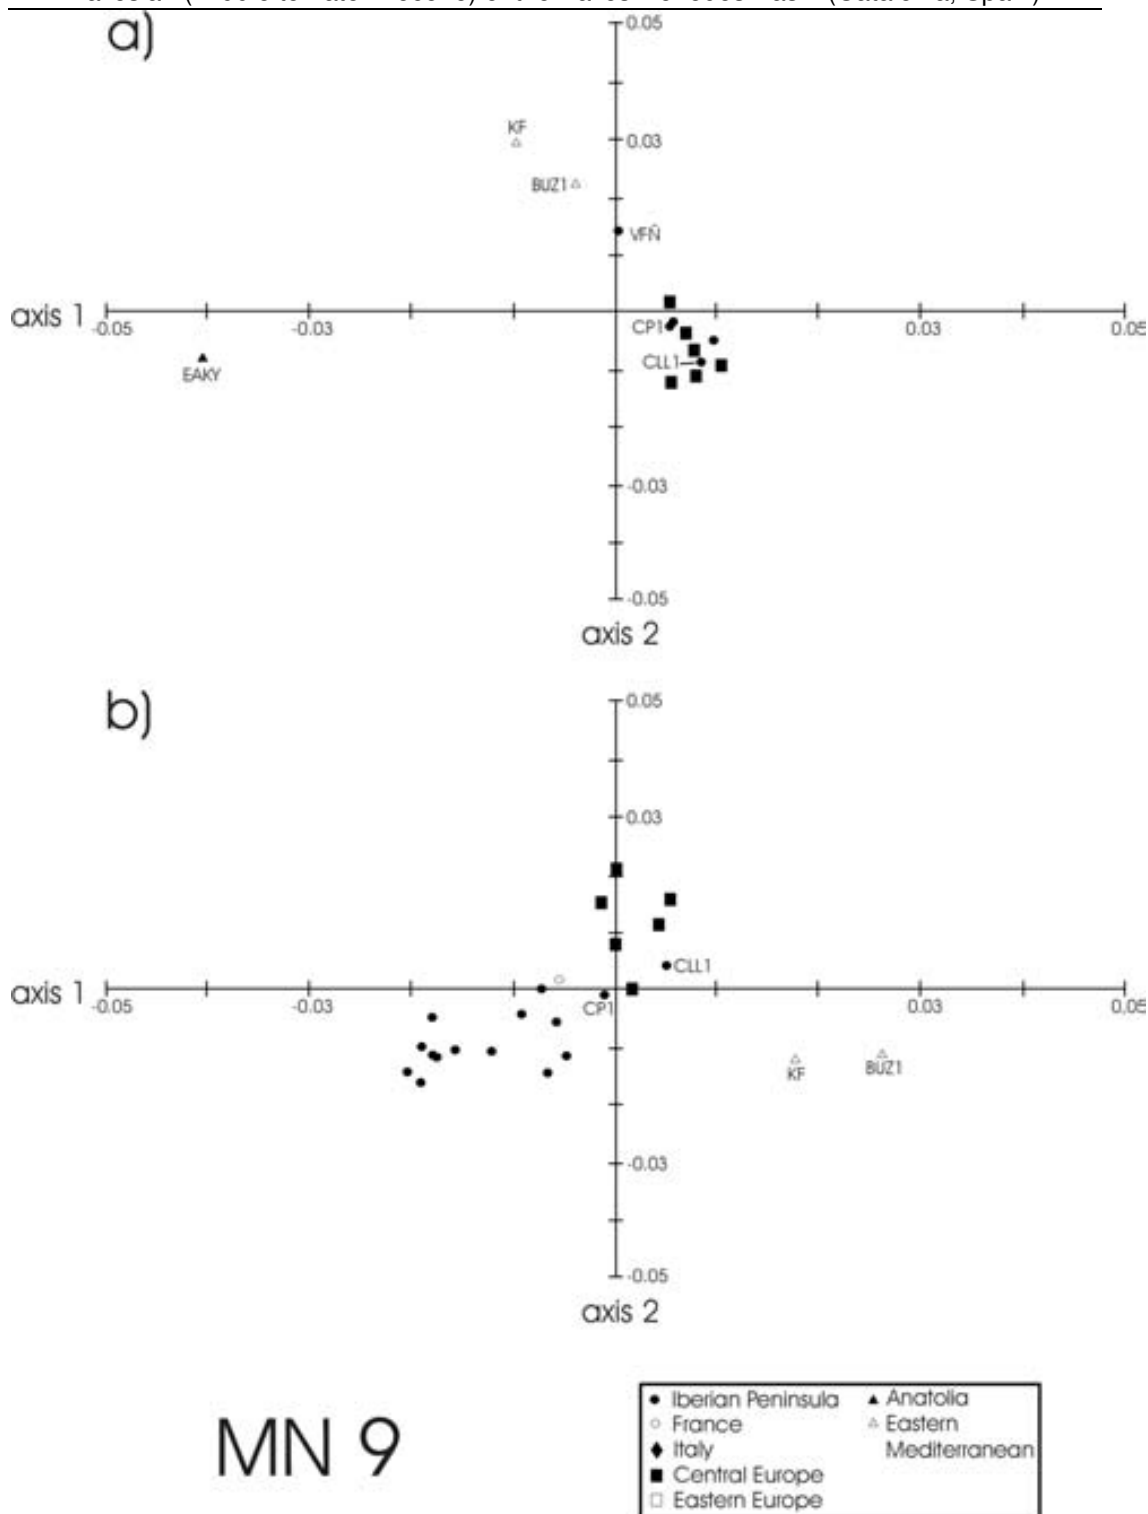 (Catalonia, Spain)
a)
0.05
KF
0.03
BUZ1
VFÑ
axis 1
-0.05 -0.03 CP1 0.03 0.05
CLL1
EAKY
-0.03
-0.05
axis 2
b)
0.05
0.03
CLL1
axis 1
-0.05 -0.03 CP1 0.03 0.05
KF BUZ1
-0.03
-0.05
axis 2
MN 9
Iberian Peninsula Anatolia
France Eastern
Italy Mediterranean
Central Europe
Eastern Europe